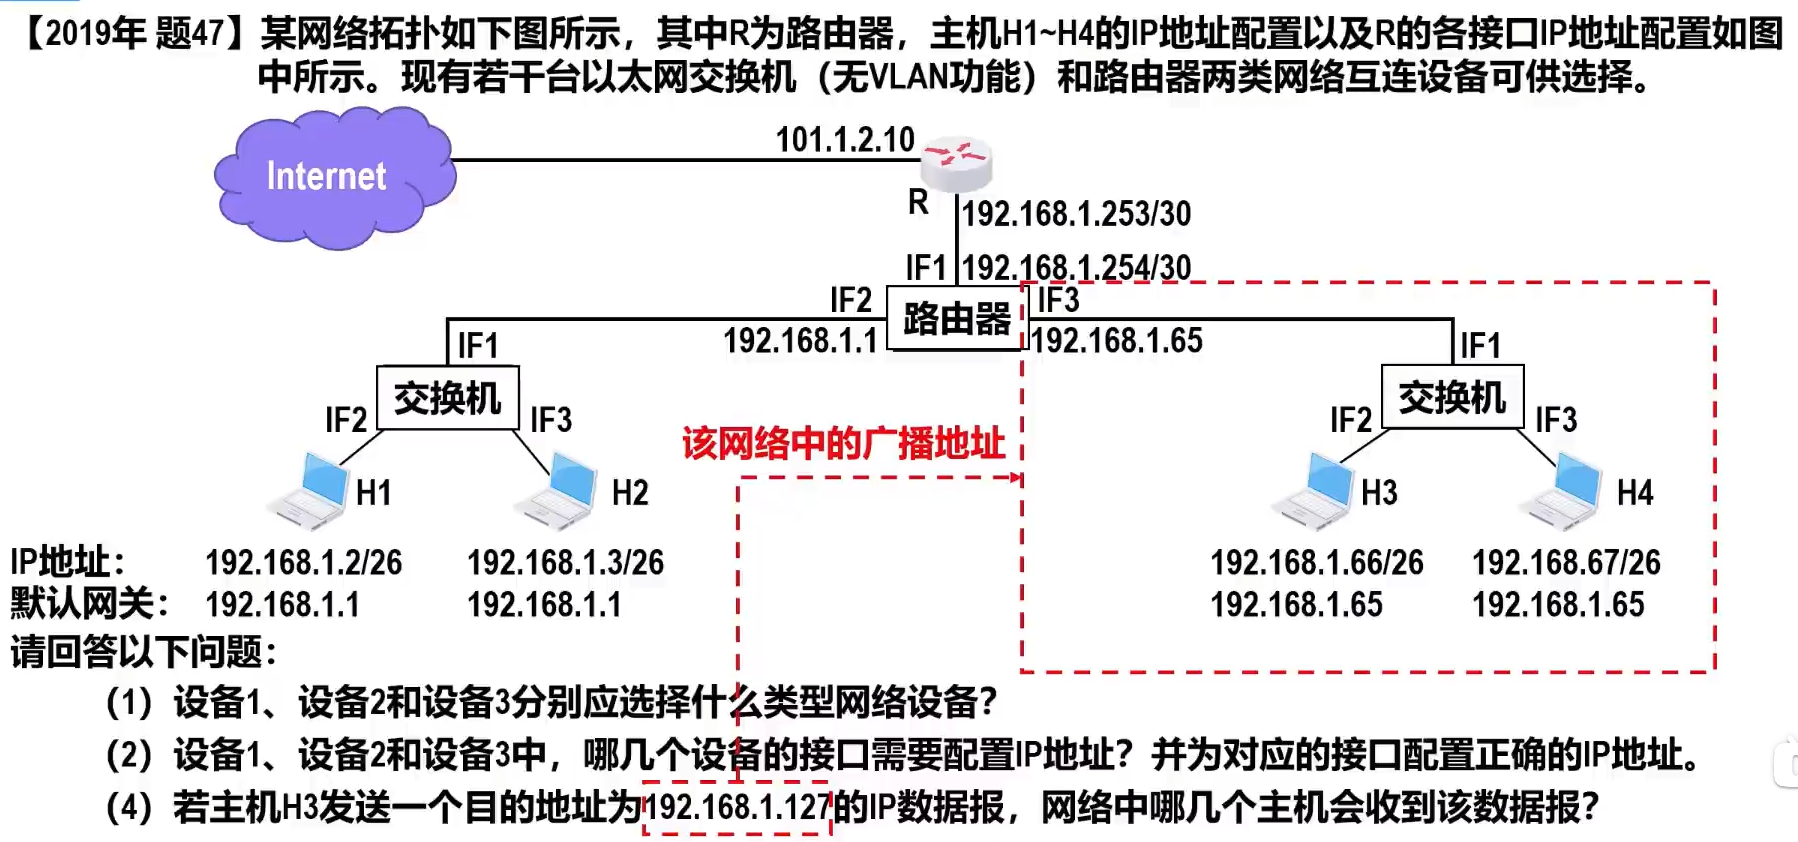 【2019年 题47】某网络拓扑如下图所示，其中R为路由器，主机H1~H4的IP地址配置以及R的各接口IP地址配置如图
中所示。现有若干台以太网交换机（无VLAN功能）和路由器两类网络互连设备可供选择。
Internet
101.1.2.10
R
192.168.1.253/30
IF1
192.168.1.254/30
IF2
路由器
IF3
192.168.1.1
192.168.1.65
IF1
交换机
IF2
IF3
IF1
交换机
IF2
IF3
该网络中的广播地址
H1
H2
H3
H4
IP地址： 192.168.1.2/26 192.168.1.3/26 192.168.1.66/26 192.168.67/26
默认网关： 192.168.1.1 192.168.1.1 192.168.1.65 192.168.1.65
请回答以下问题：
（1）设备1、设备2和设备3分别应选择什么类型网络设备？
（2）设备1、设备2和设备3中，哪几个设备的接口需要配置IP地址？并为对应的接口配置正确的IP地址。
（4）若主机H3发送一个目的地址为192.168.1.127的IP数据报，网络中哪几个主机会收到该数据报？